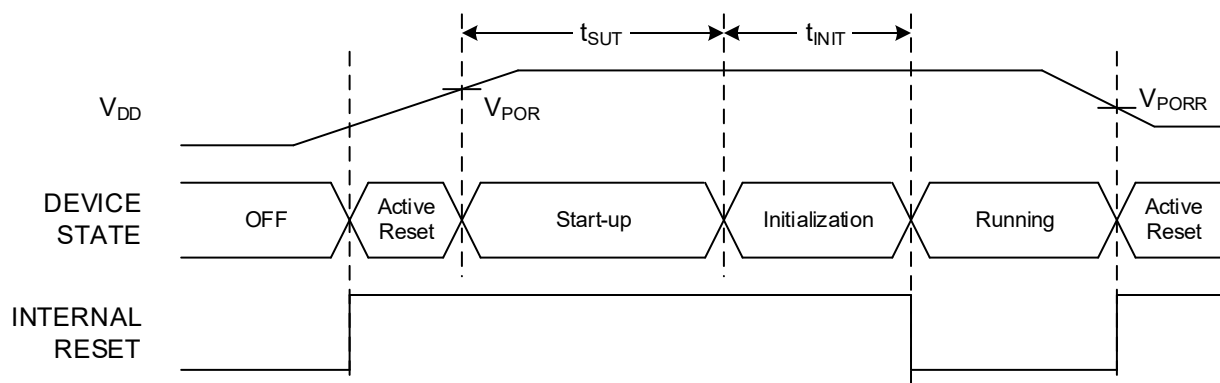 tSUT
tINIT
VDD
VPOR
VPORR
DEVICE
STATE
OFF
Active
Reset
Start-up
Initialization
Running
Active
Reset
INTERNAL
RESET